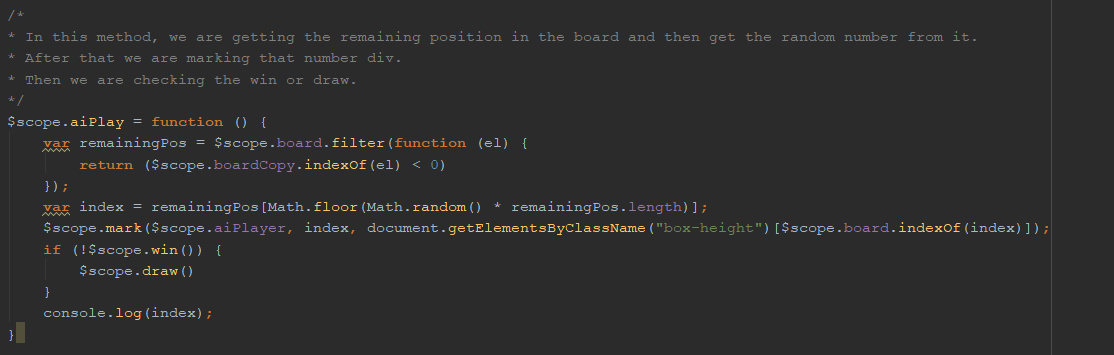 /*
* In this method, we are getting the remaining position in the board and then get the random number from it.
* After that we are marking that number div.
* Then we are checking the win or draw.
*/
$scope.aiPlay = function () {
    var remainingPos = $scope.board.filter(function (el) {
        return ($scope.boardCopy.indexOf(el) < 0)
    });
    var index = remainingPos[Math.floor(Math.random() * remainingPos.length)];
    $scope.mark($scope.aiPlayer, index, document.getElementsByClassName("box-height")[$scope.board.indexOf(index)]);
    if (!$scope.win()) {
        $scope.draw()
    }
    console.log(index);
}